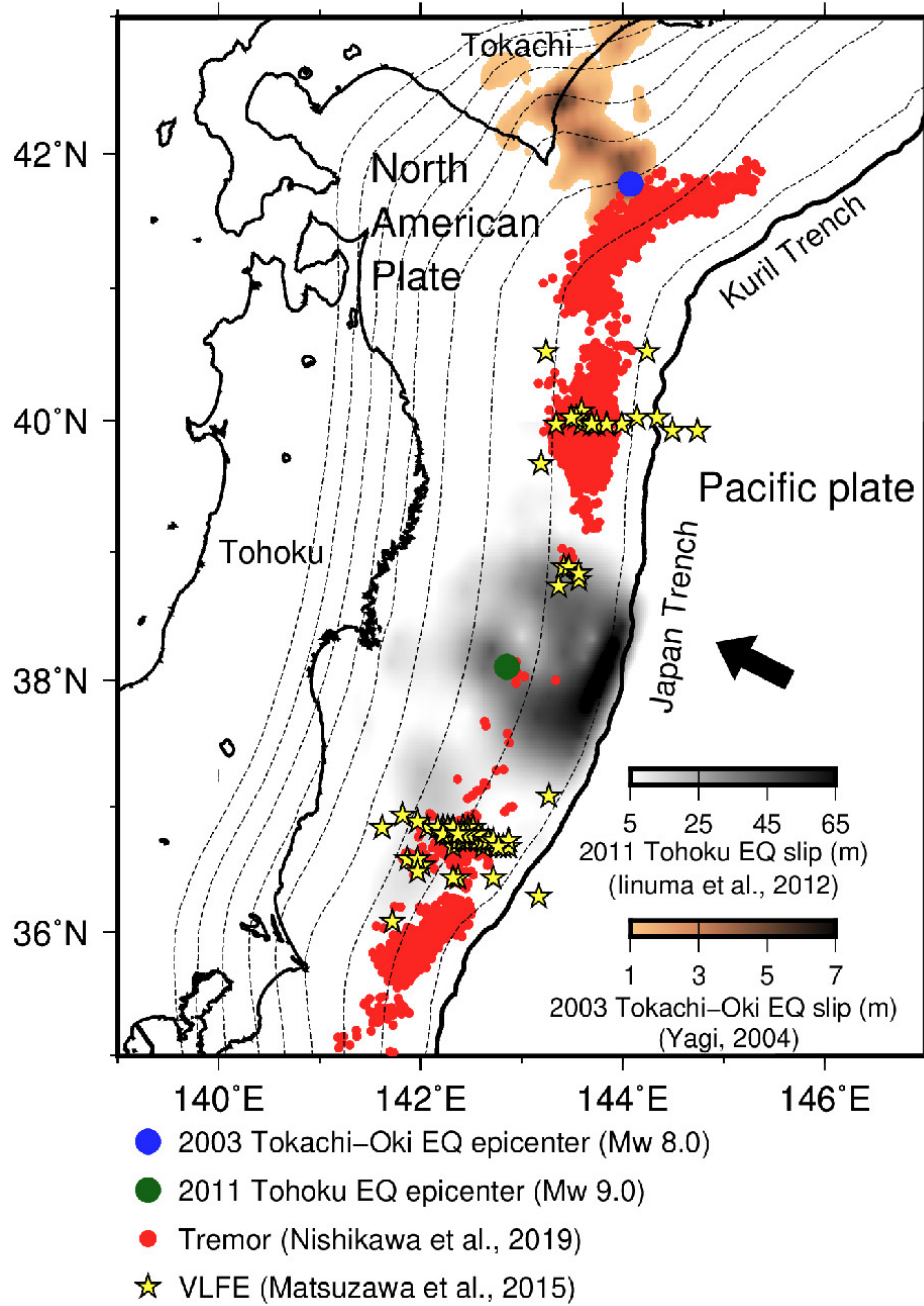 Tokachi
42°N
North
American
Plate
Kuril Trench
40°N
Pacific plate
Tohoku
Japan Trench
38°N
5 25 45 65
2011 Tohoku EQ slip (m)
(Iinuma et al., 2012)
36°N
1 3 5 7
2003 Tokachi–Oki EQ slip (m)
(Yagi, 2004)
140°E 142°E 144°E 146°E
2003 Tokachi–Oki EQ epicenter (Mw 8.0)
2011 Tohoku EQ epicenter (Mw 9.0)
Tremor (Nishikawa et al., 2019)
VLFE (Matsuzawa et al., 2015)